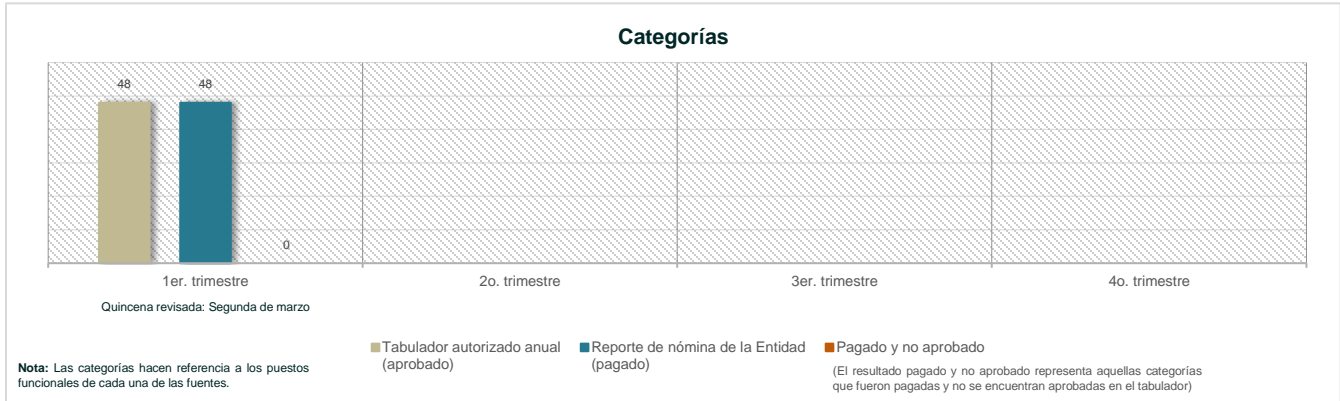 Categorías
48
48
0
1er. trimestre
2o. trimestre
3er. trimestre
4o. trimestre
Quincena revisada: Segunda de marzo
Tabulador autorizado anual
(aprobado)
Reporte de nómina de la Entidad
(pagado)
Pagado y no aprobado
(El resultado pagado y no aprobado representa aquellas categorías
que fueron pagadas y no se encuentran aprobadas en el tabulador)
Nota: Las categorías hacen referencia a los puestos
funcionales de cada una de las fuentes.